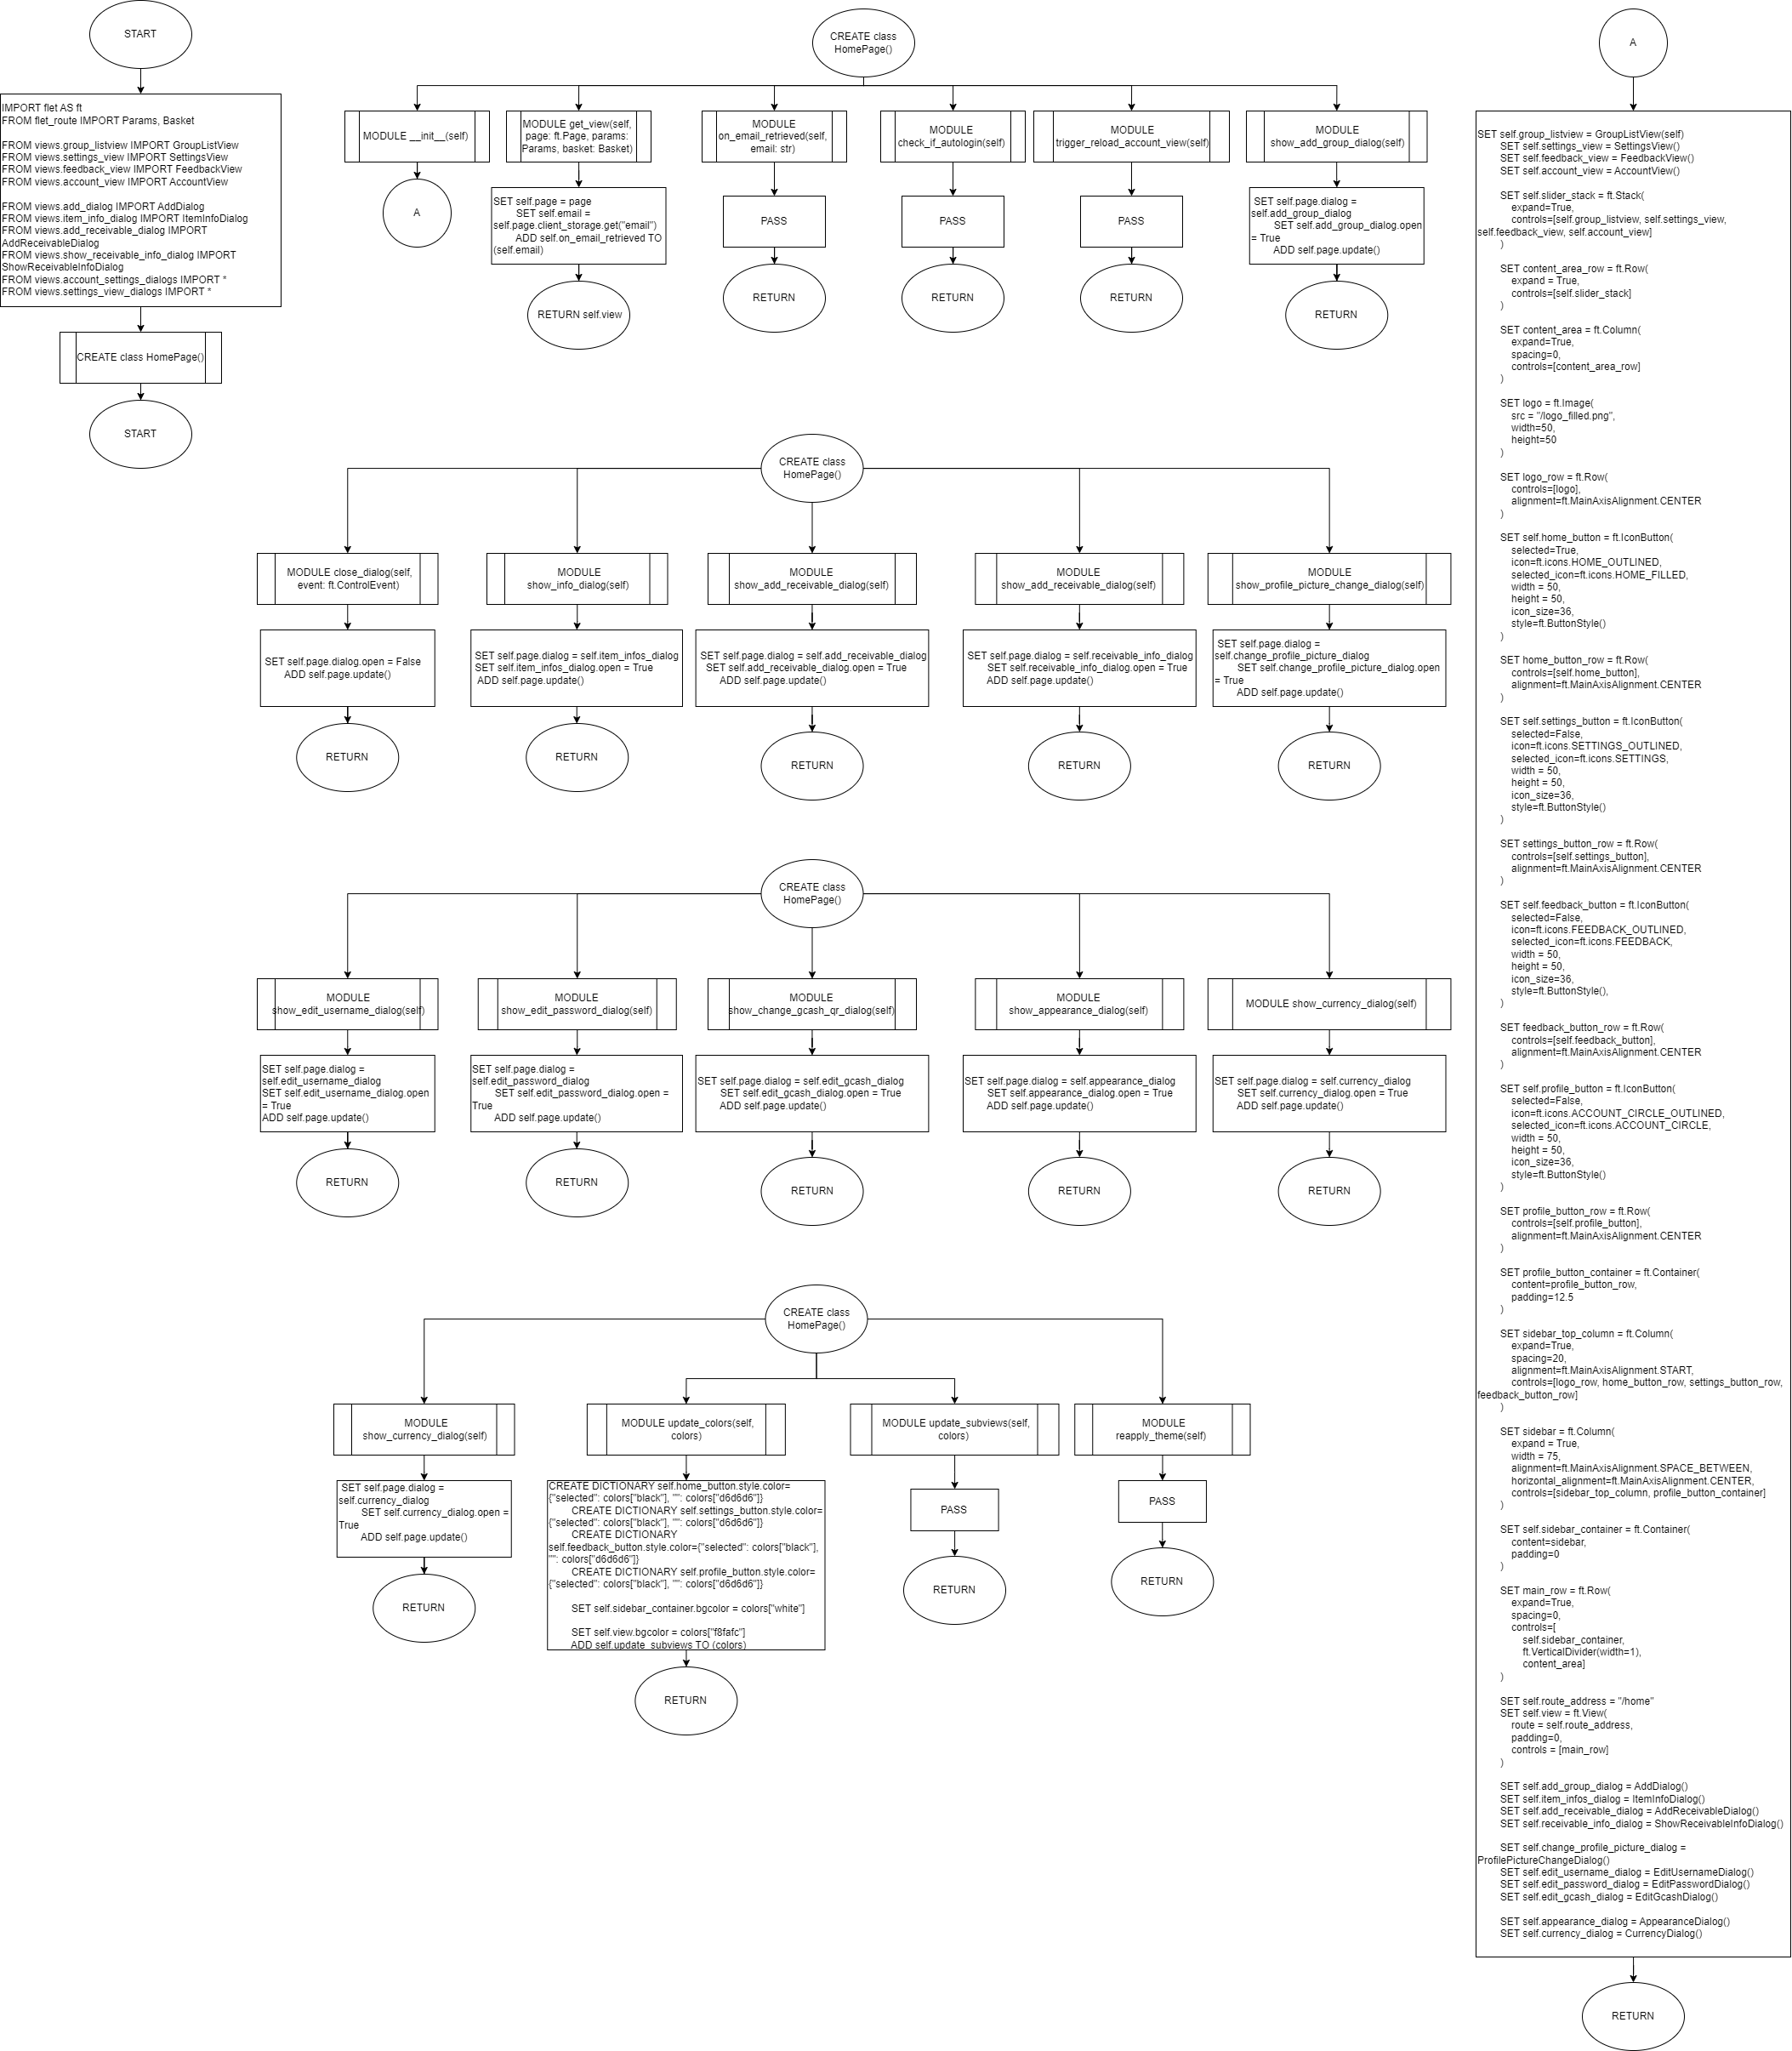 START
IMPORT flet AS ft
FROM flet_route IMPORT Params, Basket
FROM views.group_listview IMPORT GroupListView
FROM views.settings_view IMPORT SettingsView
FROM views.feedback_view IMPORT FeedbackView
FROM views.account_view IMPORT AccountView
FROM views.add_dialog IMPORT AddDialog
FROM views.item_info_dialog IMPORT ItemInfoDialog
FROM views.add_receivable_dialog IMPORT
AddReceivableDialog
FROM views.show_receivable_info_dialog IMPORT
ShowReceivableInfoDialog
FROM views.account_settings_dialogs IMPORT *
FROM views.settings_view_dialogs IMPORT *
CREATE class HomePage()
START
CREATE class
HomePage()
MODULE __init__(self)
A
MODULE get_view(self,
page: ft.Page, params:
Params, basket: Basket)
SET self.page = page
SET self.email =
self.page.client_storage.get("email")
ADD self.on_email_retrieved TO
(self.email)
RETURN self.view
MODULE
on_email_retrieved(self,
email: str)
PASS
RETURN
MODULE
check_if_autologin(self)
PASS
RETURN
MODULE
trigger_reload_account_view(self)
PASS
RETURN
MODULE
show_add_group_dialog(self)
SET self.page.dialog =
self.add_group_dialog
SET self.add_group_dialog.open
= True
ADD self.page.update()
RETURN
CREATE class
HomePage()
MODULE close_dialog(self,
event: ft.ControlEvent)
SET self.page.dialog.open = False
ADD self.page.update()
RETURN
MODULE
show_info_dialog(self)
SET self.page.dialog = self.item_infos_dialog
SET self.item_infos_dialog.open = True
ADD self.page.update()
RETURN
MODULE
show_add_receivable_dialog(self)
SET self.page.dialog = self.add_receivable_dialog
SET self.add_receivable_dialog.open = True
ADD self.page.update()
RETURN
MODULE
show_add_receivable_dialog(self)
SET self.page.dialog = self.receivable_info_dialog
SET self.receivable_info_dialog.open = True
ADD self.page.update()
RETURN
MODULE
show_profile_picture_change_dialog(self)
SET self.page.dialog =
self.change_profile_picture_dialog
SET self.change_profile_picture_dialog.open
= True
ADD self.page.update()
RETURN
CREATE class
HomePage()
MODULE
show_edit_username_dialog(self)
SET self.page.dialog =
self.edit_username_dialog
SET self.edit_username_dialog.open
= True
ADD self.page.update()
RETURN
MODULE
show_edit_password_dialog(self)
SET self.page.dialog =
self.edit_password_dialog
SET self.edit_password_dialog.open =
True
ADD self.page.update()
RETURN
MODULE
show_change_gcash_qr_dialog(self)
SET self.page.dialog = self.edit_gcash_dialog
SET self.edit_gcash_dialog.open = True
ADD self.page.update()
RETURN
MODULE
show_appearance_dialog(self)
SET self.page.dialog = self.appearance_dialog
SET self.appearance_dialog.open = True
ADD self.page.update()
RETURN
MODULE show_currency_dialog(self)
SET self.page.dialog = self.currency_dialog
SET self.currency_dialog.open = True
ADD self.page.update()
RETURN
CREATE class
HomePage()
MODULE
show_currency_dialog(self)
SET self.page.dialog =
self.currency_dialog
SET self.currency_dialog.open =
True
ADD self.page.update()
RETURN
MODULE update_colors(self,
colors)
CREATE DICTIONARY self.home_button.style.color=
{"selected": colors["black"], "": colors["d6d6d6"]}
CREATE DICTIONARY self.settings_button.style.color=
{"selected": colors["black"], "": colors["d6d6d6"]}
CREATE DICTIONARY
self.feedback_button.style.color={"selected": colors["black"],
"": colors["d6d6d6"]}
CREATE DICTIONARY self.profile_button.style.color=
{"selected": colors["black"], "": colors["d6d6d6"]}
SET self.sidebar_container.bgcolor = colors["white"]
SET self.view.bgcolor = colors["f8fafc"]
ADD self.update_subviews TO (colors)
RETURN
MODULE update_subviews(self,
colors)
PASS
RETURN
MODULE
reapply_theme(self)
PASS
RETURN
A
SET self.group_listview = GroupListView(self)
SET self.settings_view = SettingsView()
SET self.feedback_view = FeedbackView()
SET self.account_view = AccountView()
SET self.slider_stack = ft.Stack(
expand=True,
controls=[self.group_listview, self.settings_view,
self.feedback_view, self.account_view]
)
SET content_area_row = ft.Row(
expand = True,
controls=[self.slider_stack]
)
SET content_area = ft.Column(
expand=True,
spacing=0,
controls=[content_area_row]
)
SET logo = ft.Image(
src = "/logo_filled.png",
width=50,
height=50
)
SET logo_row = ft.Row(
controls=[logo],
alignment=ft.MainAxisAlignment.CENTER
)
SET self.home_button = ft.IconButton(
selected=True,
icon=ft.icons.HOME_OUTLINED,
selected_icon=ft.icons.HOME_FILLED,
width = 50,
height = 50,
icon_size=36,
style=ft.ButtonStyle()
)
SET home_button_row = ft.Row(
controls=[self.home_button],
alignment=ft.MainAxisAlignment.CENTER
)
SET self.settings_button = ft.IconButton(
selected=False,
icon=ft.icons.SETTINGS_OUTLINED,
selected_icon=ft.icons.SETTINGS,
width = 50,
height = 50,
icon_size=36,
style=ft.ButtonStyle()
)
SET settings_button_row = ft.Row(
controls=[self.settings_button],
alignment=ft.MainAxisAlignment.CENTER
)
SET self.feedback_button = ft.IconButton(
selected=False,
icon=ft.icons.FEEDBACK_OUTLINED,
selected_icon=ft.icons.FEEDBACK,
width = 50,
height = 50,
icon_size=36,
style=ft.ButtonStyle(),
)
SET feedback_button_row = ft.Row(
controls=[self.feedback_button],
alignment=ft.MainAxisAlignment.CENTER
)
SET self.profile_button = ft.IconButton(
selected=False,
icon=ft.icons.ACCOUNT_CIRCLE_OUTLINED,
selected_icon=ft.icons.ACCOUNT_CIRCLE,
width = 50,
height = 50,
icon_size=36,
style=ft.ButtonStyle()
)
SET profile_button_row = ft.Row(
controls=[self.profile_button],
alignment=ft.MainAxisAlignment.CENTER
)
SET profile_button_container = ft.Container(
content=profile_button_row,
padding=12.5
)
SET sidebar_top_column = ft.Column(
expand=True,
spacing=20,
alignment=ft.MainAxisAlignment.START,
controls=[logo_row, home_button_row, settings_button_row,
feedback_button_row]
)
SET sidebar = ft.Column(
expand = True,
width = 75,
alignment=ft.MainAxisAlignment.SPACE_BETWEEN,
horizontal_alignment=ft.MainAxisAlignment.CENTER,
controls=[sidebar_top_column, profile_button_container]
)
SET self.sidebar_container = ft.Container(
content=sidebar,
padding=0
)
SET main_row = ft.Row(
expand=True,
spacing=0,
controls=[
self.sidebar_container,
ft.VerticalDivider(width=1),
content_area]
)
SET self.route_address = "/home"
SET self.view = ft.View(
route = self.route_address,
padding=0,
controls = [main_row]
)
SET self.add_group_dialog = AddDialog()
SET self.item_infos_dialog = ItemInfoDialog()
SET self.add_receivable_dialog = AddReceivableDialog()
SET self.receivable_info_dialog = ShowReceivableInfoDialog()
SET self.change_profile_picture_dialog =
ProfilePictureChangeDialog()
SET self.edit_username_dialog = EditUsernameDialog()
SET self.edit_password_dialog = EditPasswordDialog()
SET self.edit_gcash_dialog = EditGcashDialog()
SET self.appearance_dialog = AppearanceDialog()
SET self.currency_dialog = CurrencyDialog()
RETURN